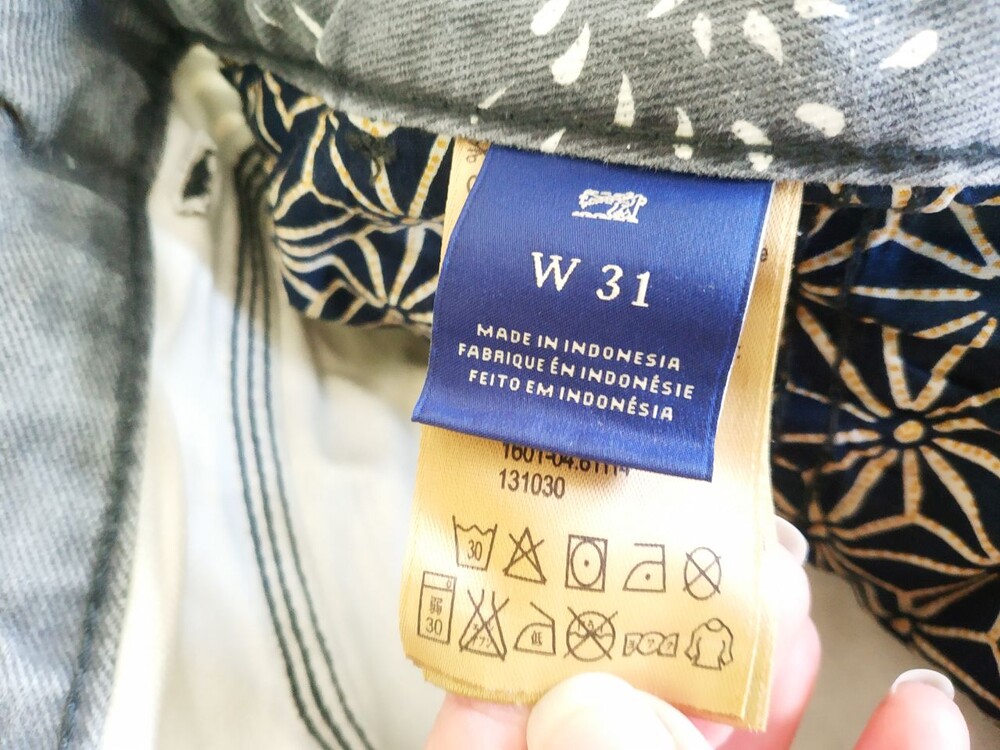 W 31
MADE IN INDONESIA
FABRIQUE ÉN INDONÉSIE
FEITO EM INDONÉSIA
131030
30
30